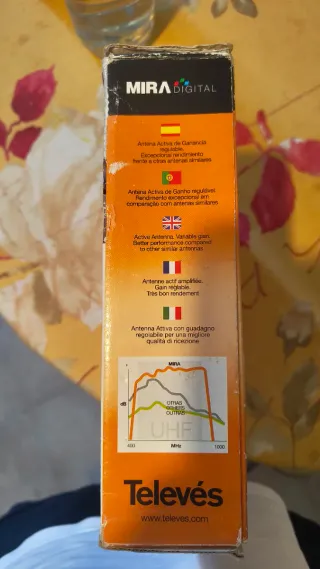 MIRA DIGITAL
Antena Activa de Ganancia
regulable.
Excepcional rendimiento
frente a otras antenas similares
Antena Activa de Ganho regulável.
Rendimento excepcional em
comparação com antenas similares
Active Antenna, Variable gain,
Better performance compared
to other similar antennas
Antenne actif amplifiée.
Gain réglable.
Très bon rendement
Antenna Attiva con guadagno
regolabile per una migliore
qualità di ricezione
MIRA
dB
OTRAS
OTHERS
OUTRAS
UHF
400
MHz
1000
Televés
www.televes.com